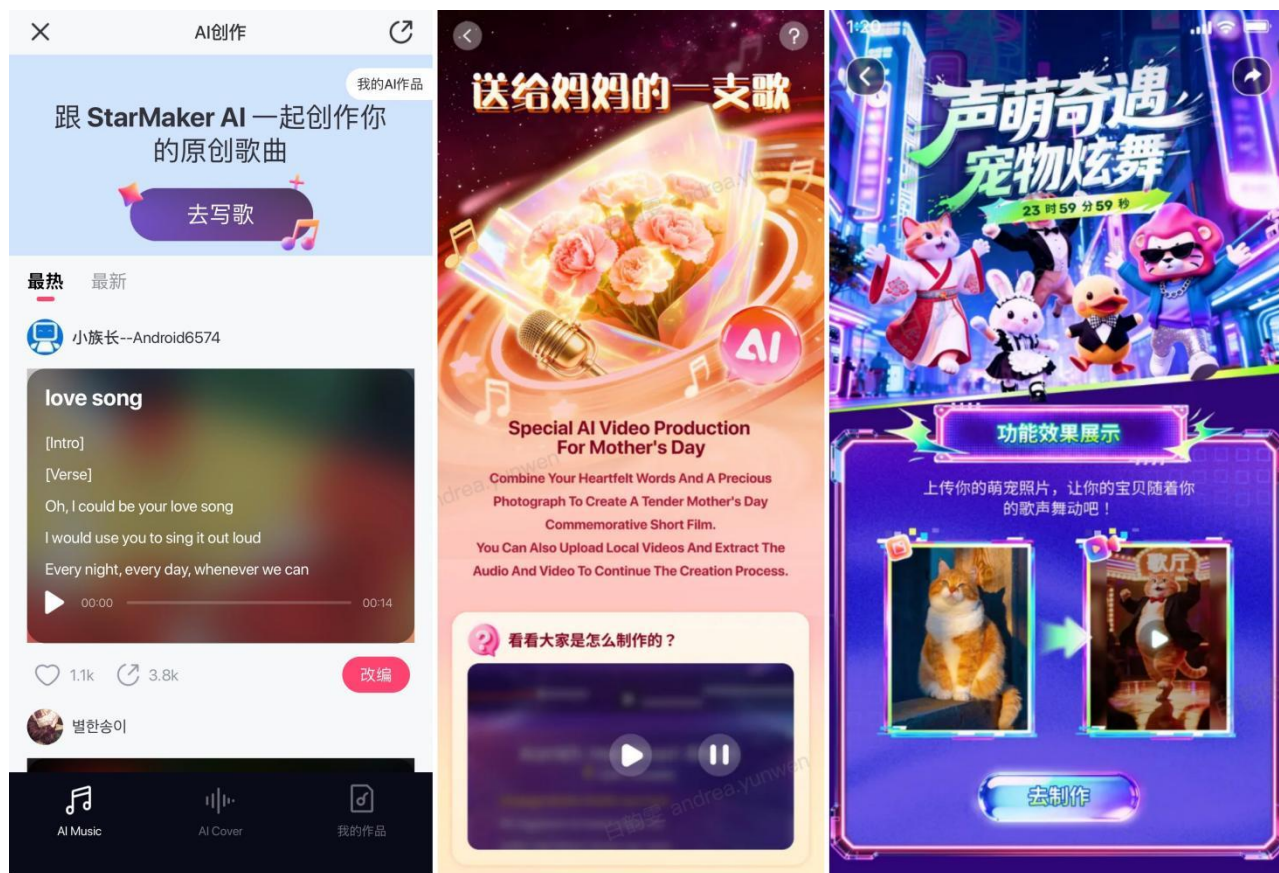 AI创作
我的AI作品
跟 StarMaker AI 一起创作你
的原创歌曲
去写歌
最热 最新
小族长--Android6574
love song
[Intro]
[Verse]
Oh, I could be your love song
I would use you to sing it out loud
Every night, every day, whenever we can
00:00 00:14
1.1k 3.8k 改编
별한송이
AI Music AI Cover 我的作品
?
送给妈妈的一支歌
AI
Special AI Video Production
For Mother's Day
Combine Your Heartfelt Words And A Precious
Photograph To Create A Tender Mother's Day
Commemorative Short Film.
You Can Also Upload Local Videos And Extract The
Audio And Video To Continue The Creation Process.
? 看看大家是怎么制作的？
andrea.yunwen
1:20
声萌奇遇
宠物炫舞
23 时 59 分 59 秒
功能效果展示
上传你的萌宠照片，让你的宝贝随着你
的歌声舞动吧！
歌厅
去制作